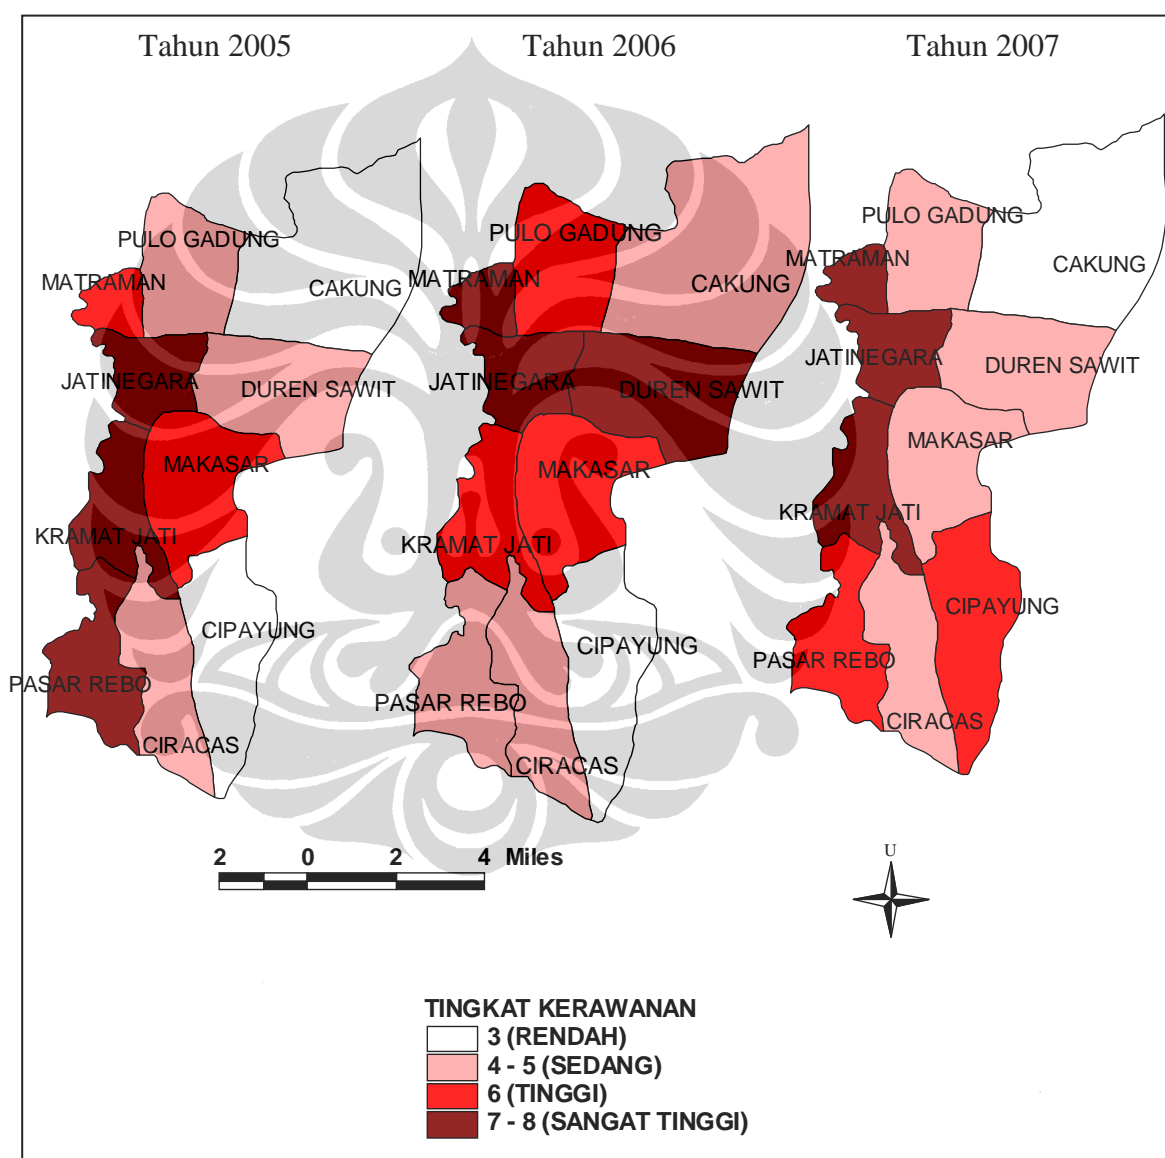 Tahun 2005
Tahun 2006
Tahun 2007
PULO GADUNG
MATRAMAN
CAKUNG
JATINEGARA
DUREN SAWIT
MAKASAR
KRAMAT JATI
CIPAYUNG
PASAR REBO
CIRACAS
PULO GADUNG
MATRAMAN
CAKUNG
JATINEGARA
DUREN SAWIT
MAKASAR
KRAMAT JATI
CIPAYUNG
PASAR REBO
CIRACAS
PULO GADUNG
MATRAMAN
CAKUNG
JATINEGARA
DUREN SAWIT
MAKASAR
KRAMAT JATI
CIPAYUNG
PASAR REBO
CIRACAS
2 0 2 4 Miles
U
TINGKAT KERAWANAN
3 (RENDAH)
4 - 5 (SEDANG)
6 (TINGGI)
7 - 8 (SANGAT TINGGI)